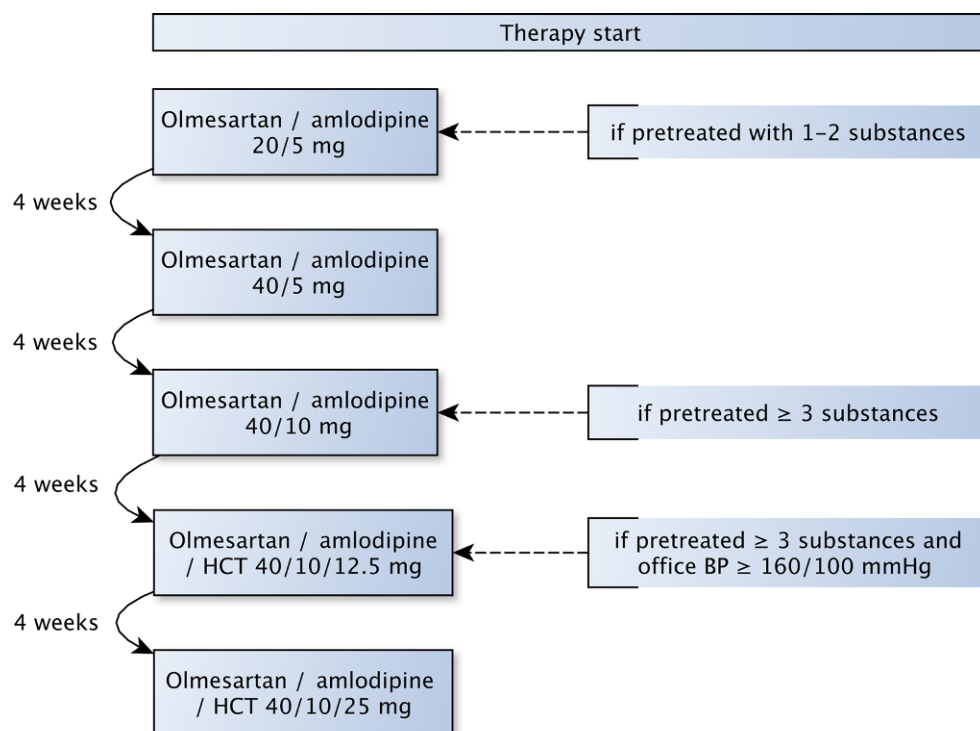 Therapy start
Olmesartan / amlodipine
20/5 mg
if pretreated with 1–2 substances
4 weeks
Olmesartan / amlodipine
40/5 mg
4 weeks
Olmesartan / amlodipine
40/10 mg
if pretreated ≥ 3 substances
4 weeks
Olmesartan / amlodipine
/ HCT 40/10/12.5 mg
if pretreated ≥ 3 substances and
office BP ≥ 160/100 mmHg
4 weeks
Olmesartan / amlodipine
/ HCT 40/10/25 mg